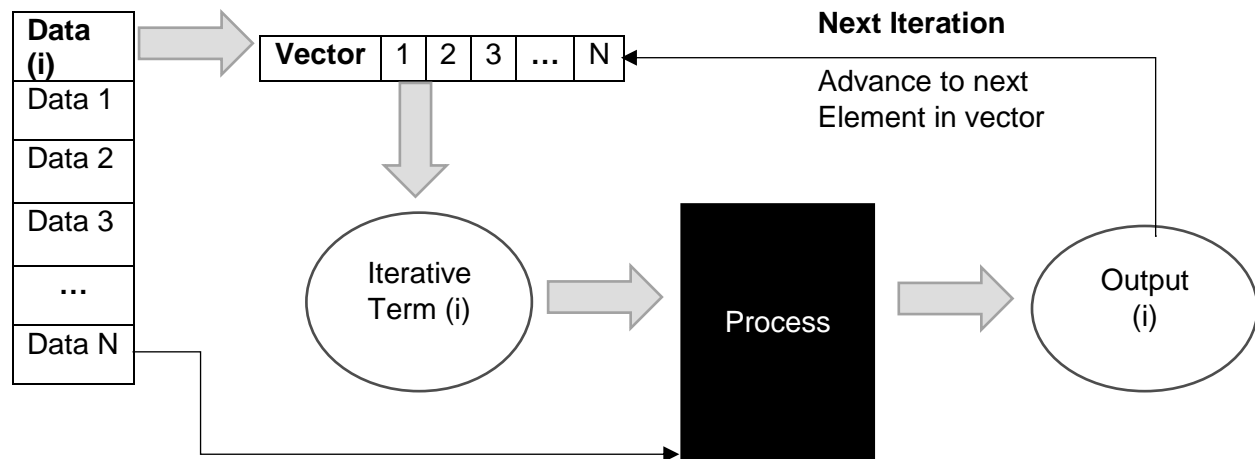 Data
(i)
Data 1
Data 2
Data 3
...
Data N
Vector 1 2 3 ... N
Next Iteration
Advance to next
Element in vector
Iterative
Term (i)
Process
Output
(i)